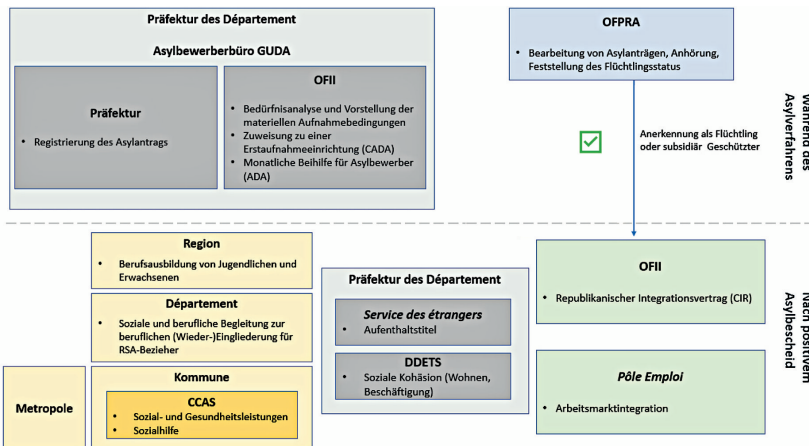 Präfektur des Département
Asylbewerberbüro GUDA
Präfektur
• Registrierung des Asylantrags
OFII
• Bedürfnisanalyse und Vorstellung der
materiellen Aufnahmebedingungen
• Zuweisung zu einer
Erstaufnahmeeinrichtung (CADA)
• Monatliche Beihilfe für Asylbewerber
(ADA)
OFPRA
• Bearbeitung von Asylanträgen, Anhörung,
Feststellung des Flüchtlingsstatus
Anerkennung als Flüchtling
oder subsidiär Geschützter
Während des
Asylverfahrens
Region
• Berufsausbildung von Jugendlichen und
Erwachsenen
Département
• Soziale und berufliche Begleitung zur
beruflichen (Wieder-)Eingliederung für
RSA-Bezieher
Metropole
Kommune
CCAS
• Sozial- und Gesundheitsleistungen
• Sozialhilfe
Präfektur des Département
Service des étrangers
• Aufenthaltstitel
DDETS
• Soziale Kohäsion (Wohnen,
Beschäftigung)
OFII
• Republikanischer Integrationsvertrag (CIR)
Pôle Emploi
• Arbeitsmarktintegration
Nach positivem
Asylbescheid